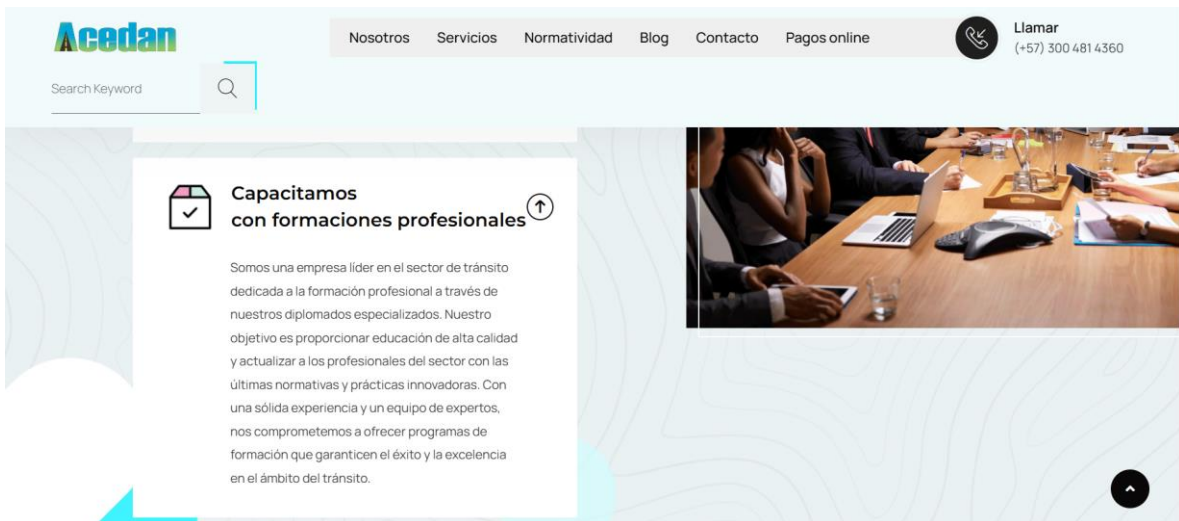 Acedan
Nosotros Servicios Normatividad Blog Contacto Pagos online
Llamar
(+57) 300 481 4360
Search Keyword
Capacitamos
con formaciones profesionales
Somos una empresa líder en el sector de tránsito
dedicada a la formación profesional a través de
nuestros diplomados especializados. Nuestro
objetivo es proporcionar educación de alta calidad
y actualizar a los profesionales del sector con las
últimas normativas y prácticas innovadoras. Con
una sólida experiencia y un equipo de expertos,
nos comprometemos a ofrecer programas de
formación que garanticen el éxito y la excelencia
en el ámbito del tránsito.